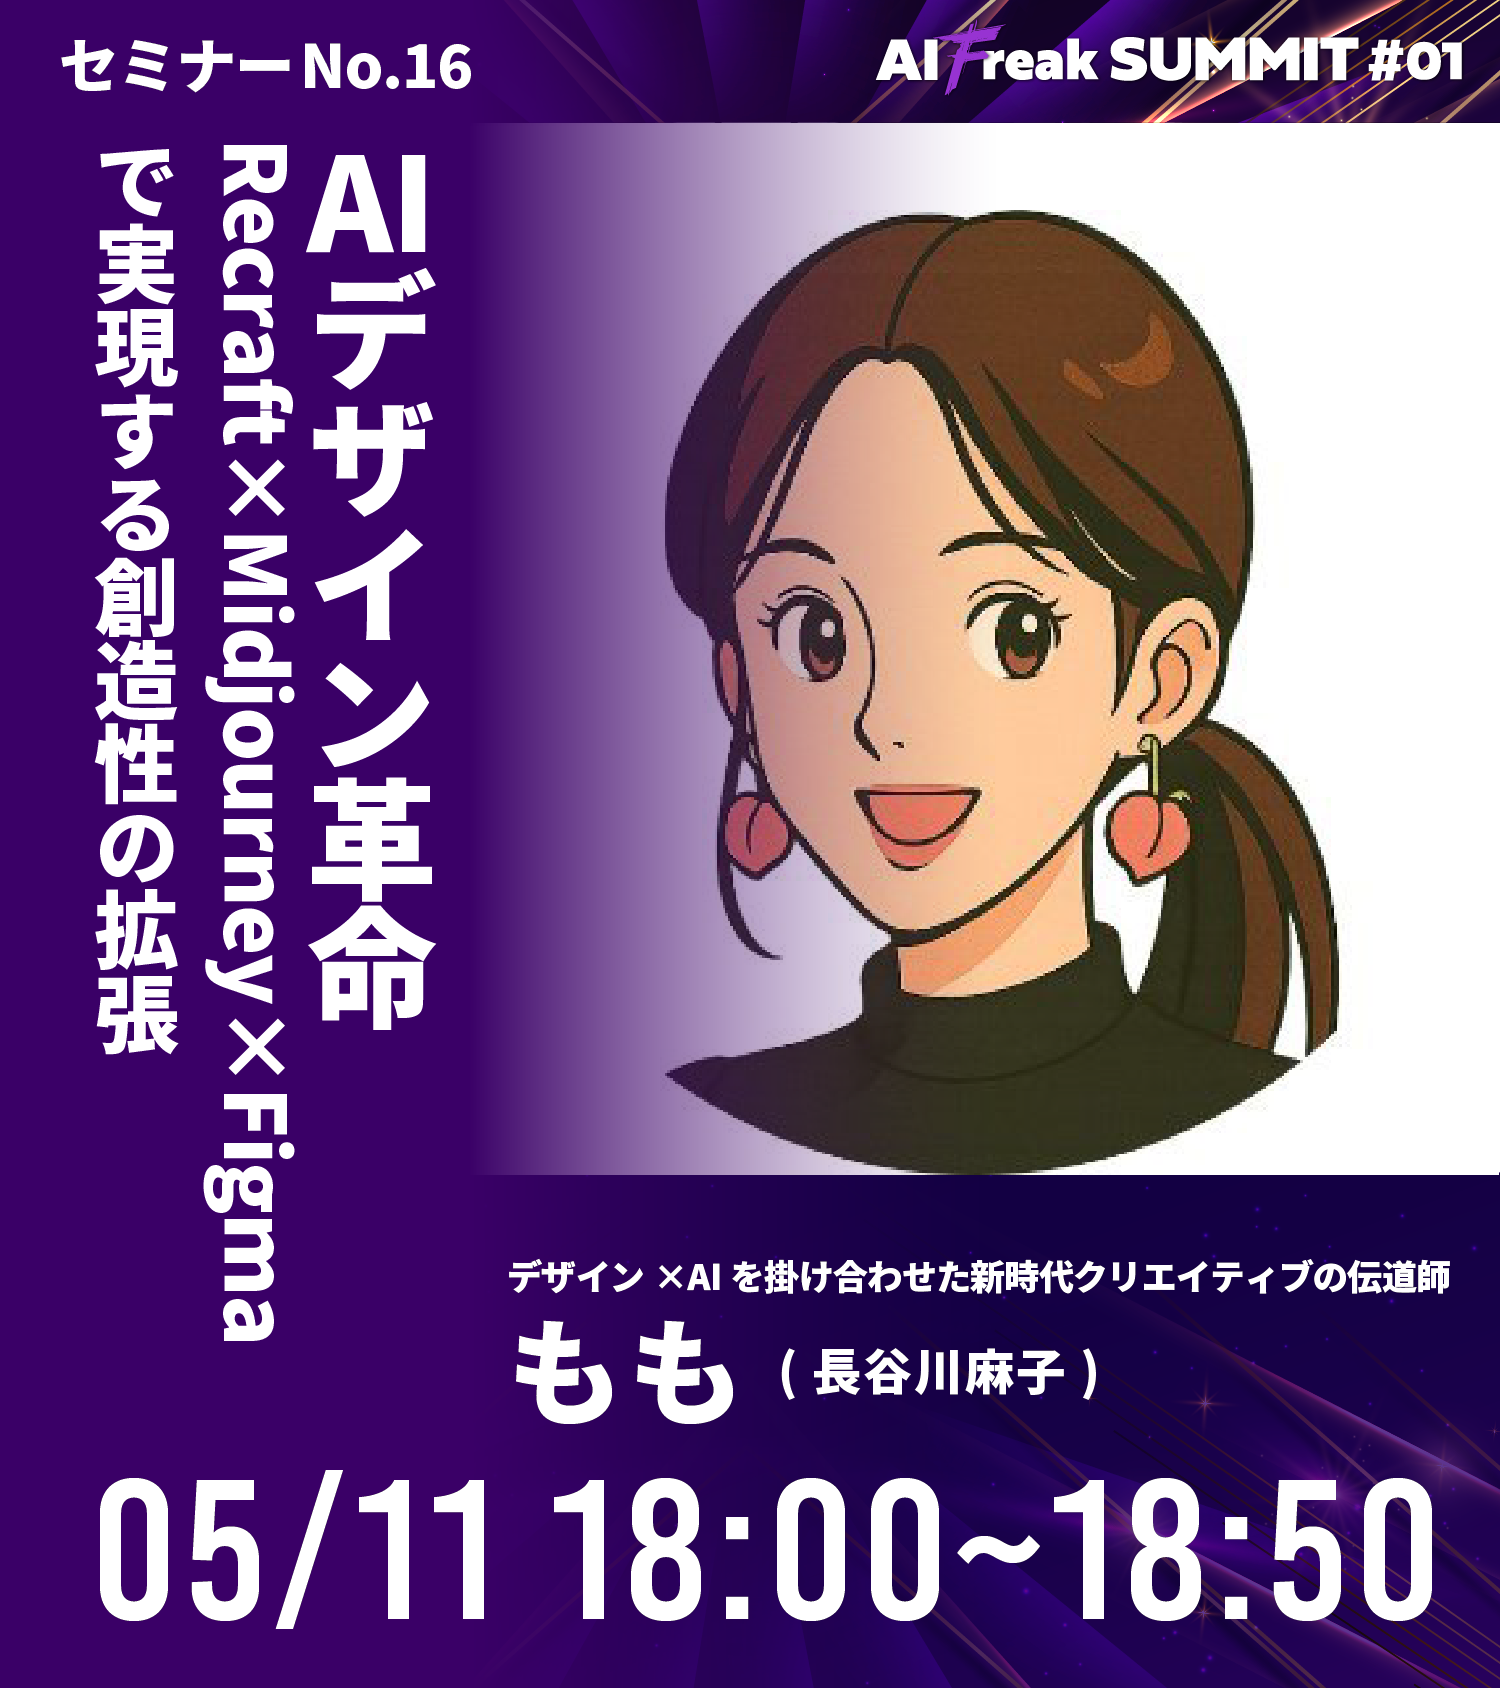 セミナーNo.16
AI Freak SUMMIT #01
AIデザイン革命
Recraft×Midjourney×Figma
で実現する創造性の拡張
デザイン ×AI を掛け合わせた新時代クリエイティブの伝道師
もも ( 長谷川麻子 )
05/11 18:00~18:50